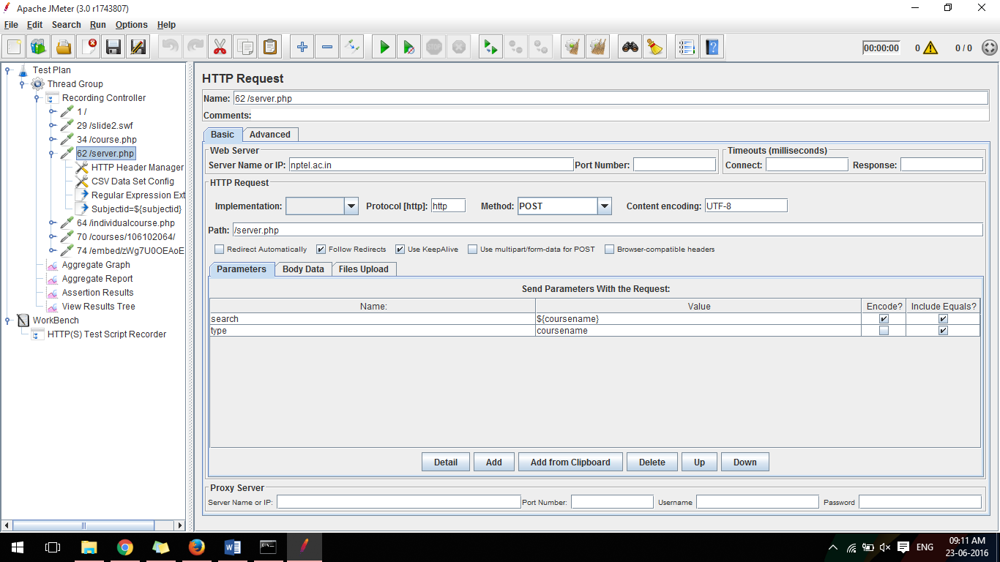 Apache JMeter (3.0 r1743807)
File Edit Search Run Options Help
00:00:00 0 0 / 0
Test Plan
Thread Group
Recording Controller
1 /
29 /slide2.swf
34 /course.php
62 /server.php
HTTP Header Manager
CSV Data Set Config
Regular Expression Ext
Subjectid=${subjectid}
64 /individualcourse.php
70 /courses/106102064/
74 /embed/zWg7U0OEAoE
Aggregate Graph
Aggregate Report
Assertion Results
View Results Tree
WorkBench
HTTP(S) Test Script Recorder
HTTP Request
Name: 62 /server.php
Comments:
Basic Advanced
Web Server
Server Name or IP: nptel.ac.in Port Number:
Timeouts (milliseconds)
Connect: Response:
HTTP Request
Implementation: Protocol [http]: http Method: POST Content encoding: UTF-8
Path: /server.php
Redirect Automatically Follow Redirects Use KeepAlive Use multipart/form-data for POST Browser-compatible headers
Parameters Body Data Files Upload
Send Parameters With the Request:
Name: Value Encode? Include Equals?
search ${coursename}
type coursename
Detail Add Add from Clipboard Delete Up Down
Proxy Server
Server Name or IP: Port Number: Username Password
ENG 09:11 AM
23-06-2016